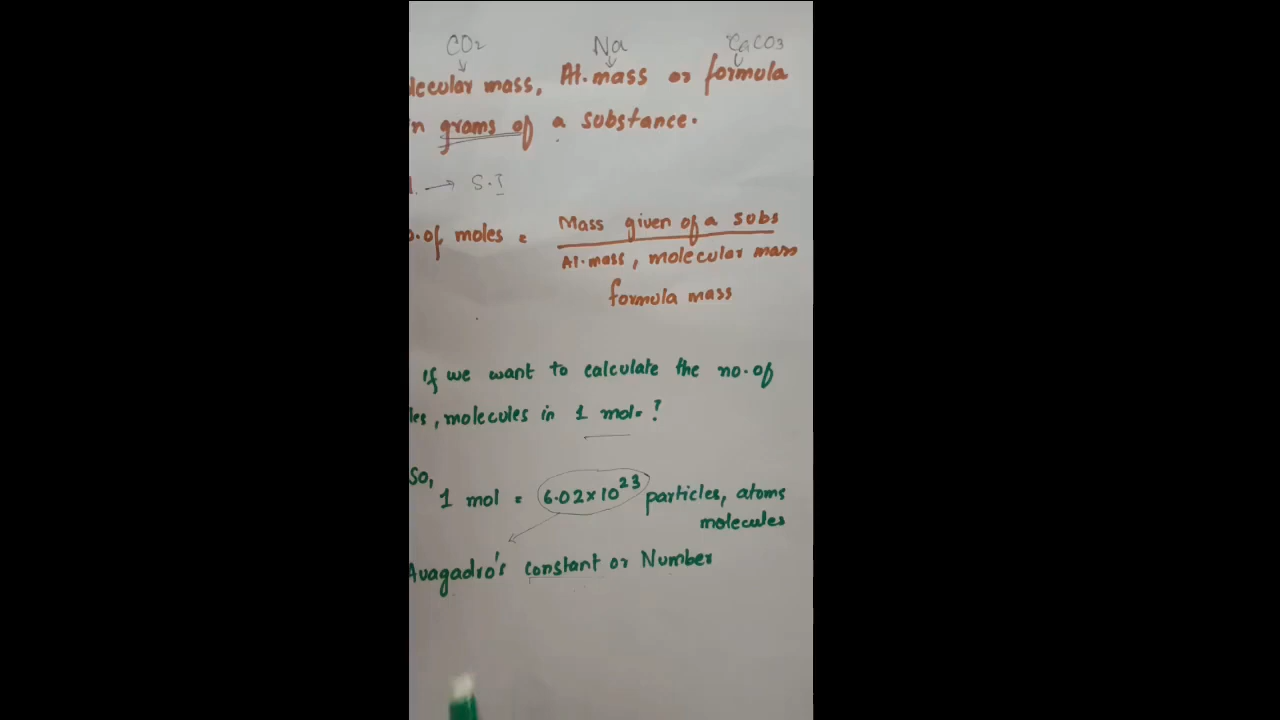 CO2 Na CaCO3
lecular mass, At.mass or formula
n grams of a substance.
→ S.I
o.of moles = Mass given of a subs
At.mass, molecular mass
formula mass
If we want to calculate the no.of
les, molecules in 1 mol ?
So,
1 mol = 6.02×10²³ particles, atoms
molecules
Avagadro's constant or Number